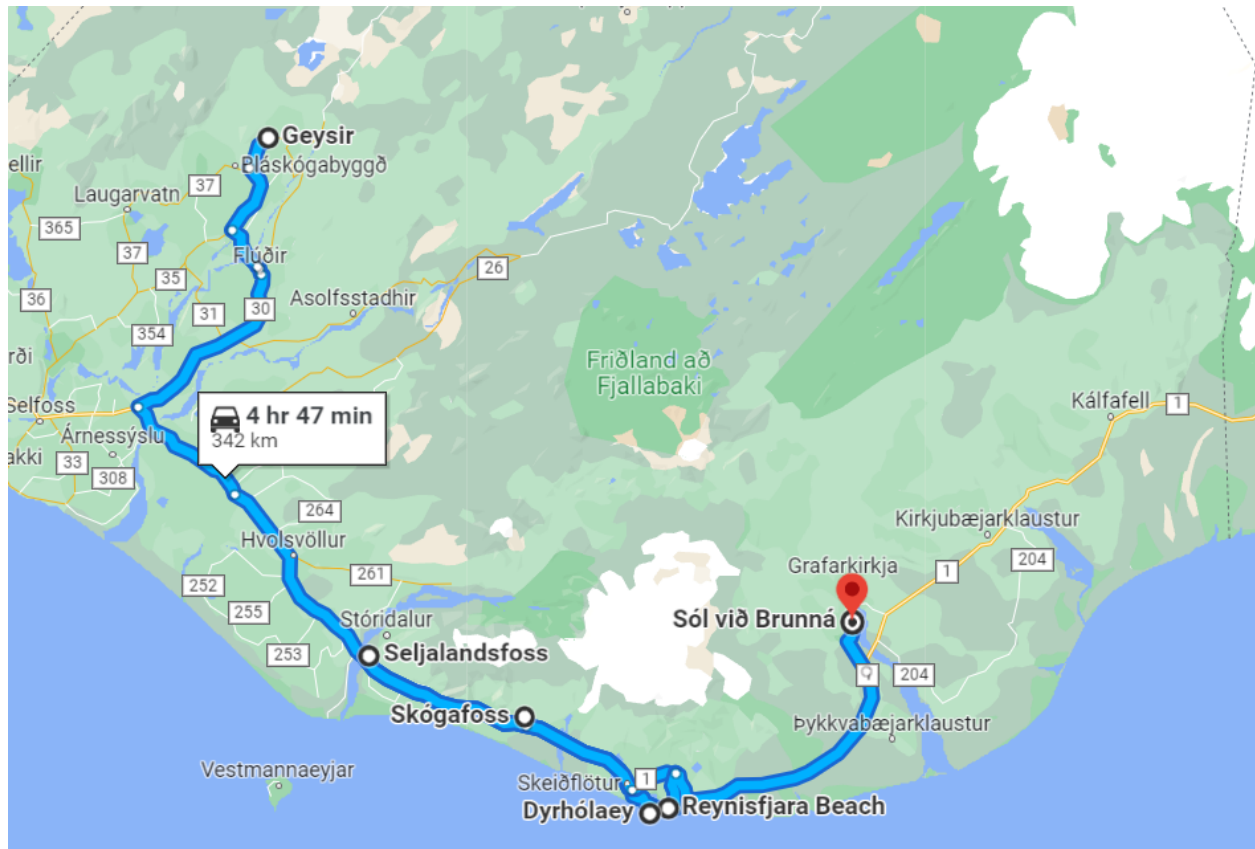 Geysir
ellir
Bláskógabyggð
37
Laugarvatn
365
37
Flúðir
26
35
36
Asolfsstadhir
30
31
354
rði
Friðland að
Fjallabaki
4 hr 47 min
342 km
Kálfafell
1
Selfoss
Árnessýslu
akki
33
308
264
Kirkjubæjarklaustur
Hvolsvöllur
204
Grafarkirkja
1
252
261
255
Stóridalur
Sól við Brunná
253
Seljalandsfoss
204
Skógafoss
Þykkvabæjarklaustur
Vestmannaeyjar
Skeiðflötur
1
Dyrhólaey
Reynisfjara Beach